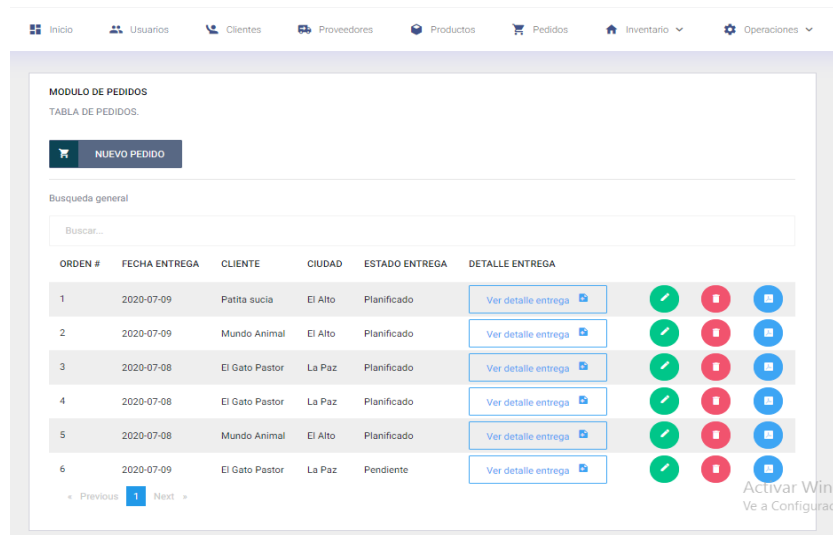 Inicio Usuarios Clientes Proveedores Productos Pedidos Inventario Operaciones
MODULO DE PEDIDOS
TABLA DE PEDIDOS.
NUEVO PEDIDO
Busqueda general
Buscar...
ORDEN # FECHA ENTREGA CLIENTE CIUDAD ESTADO ENTREGA DETALLE ENTREGA
1 2020-07-09 Patita sucia El Alto Planificado Ver detalle entrega
2 2020-07-09 Mundo Animal El Alto Planificado Ver detalle entrega
3 2020-07-08 El Gato Pastor La Paz Planificado Ver detalle entrega
4 2020-07-08 El Gato Pastor La Paz Planificado Ver detalle entrega
5 2020-07-08 Mundo Animal El Alto Planificado Ver detalle entrega
6 2020-07-09 El Gato Pastor La Paz Pendiente Ver detalle entrega
« Previous 1 Next »
Activar Win
Ve a Configurac